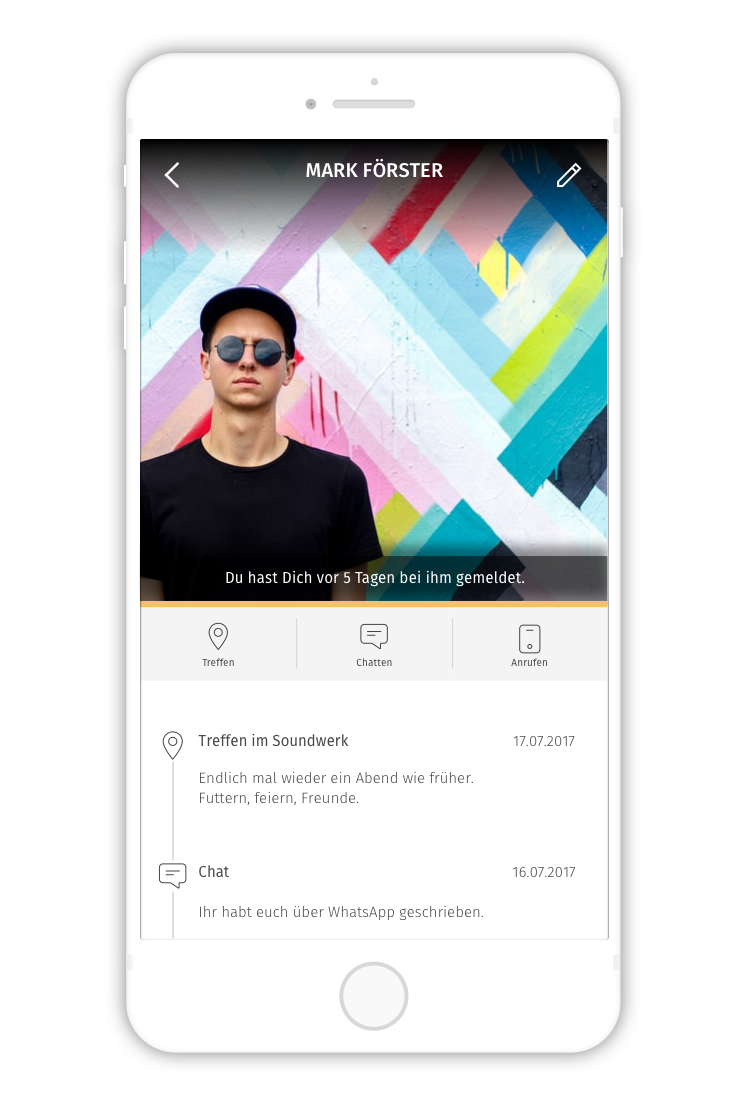 MARK FÖRSTER
Du hast Dich vor 5 Tagen bei ihm gemeldet.
Treffen
Chatten
Anrufen
Treffen im Soundwerk
17.07.2017
Endlich mal wieder ein Abend wie früher.
Futtern, feiern, Freunde.
Chat
16.07.2017
Ihr habt euch über WhatsApp geschrieben.